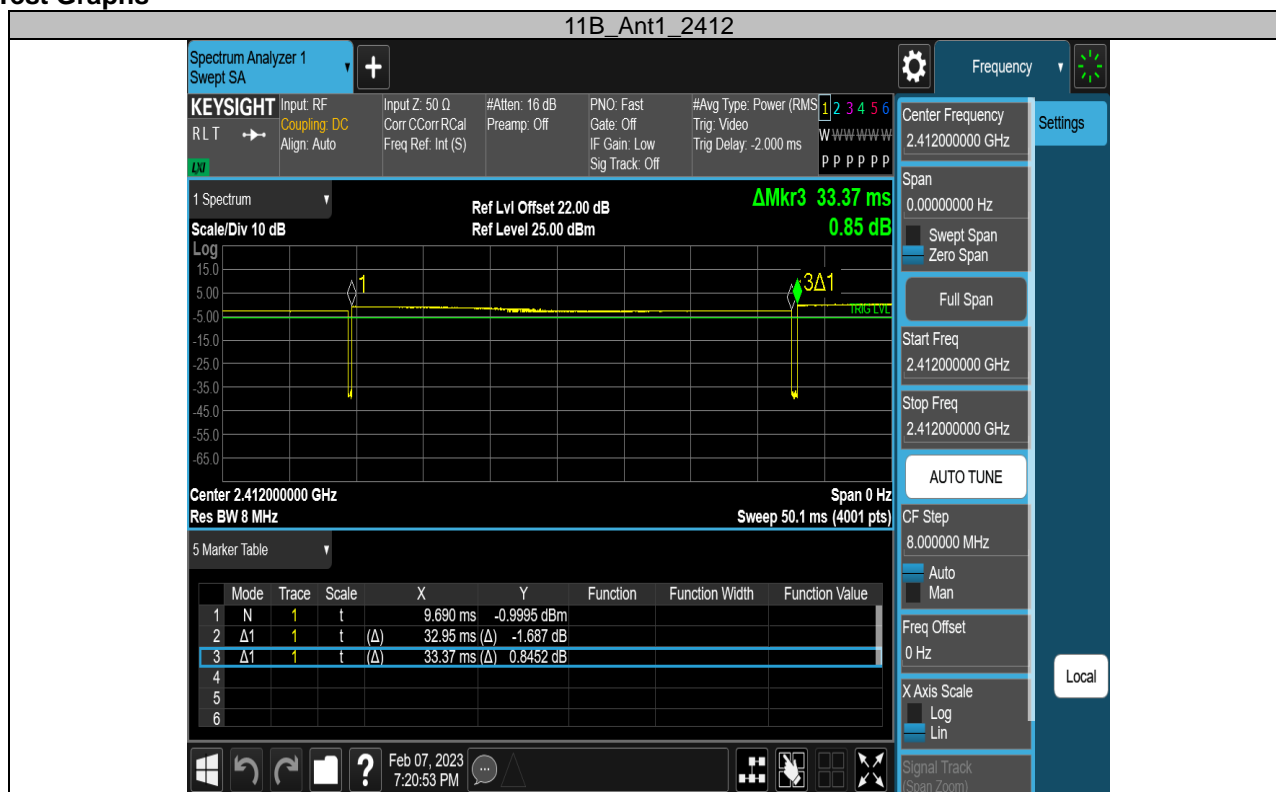 11B_Ant1_2412
Spectrum Analyzer 1
Swept SA
+
Frequency
KEYSIGHT
RLT
LXI
Input: RF
Coupling: DC
Align: Auto
Input Z: 50 Ω
Corr CCorr RCal
Freq Ref: Int (S)
#Atten: 16 dB
Preamp: Off
PNO: Fast
Gate: Off
IF Gain: Low
Sig Track: Off
#Avg Type: Power (RMS
Trig: Video
Trig Delay: -2.000 ms
1 2 3 4 5 6
W W W W W W
P P P P P P
1 Spectrum
Scale/Div 10 dB
Log
Ref Lvl Offset 22.00 dB
Ref Level 25.00 dBm
ΔMkr3 33.37 ms
0.85 dB
15.0
5.00
-5.00
-15.0
-25.0
-35.0
-45.0
-55.0
-65.0
1
3Δ1
TRIG LVL
Center 2.412000000 GHz
Res BW 8 MHz
Span 0 Hz
Sweep 50.1 ms (4001 pts)
5 Marker Table
Mode Trace Scale X Y Function Function Width Function Value
1 N 1 t 9.690 ms -0.9995 dBm
2 Δ1 1 t (Δ) 32.95 ms (Δ) -1.687 dB
3 Δ1 1 t (Δ) 33.37 ms (Δ) 0.8452 dB
4
5
6
?
Feb 07, 2023
7:20:53 PM
Center Frequency
2.412000000 GHz
Span
0.00000000 Hz
Swept Span
Zero Span
Full Span
Start Freq
2.412000000 GHz
Stop Freq
2.412000000 GHz
AUTO TUNE
CF Step
8.000000 MHz
Auto
Man
Freq Offset
0 Hz
X Axis Scale
Log
Lin
Signal Track
(Span Zoom)
Settings
Local